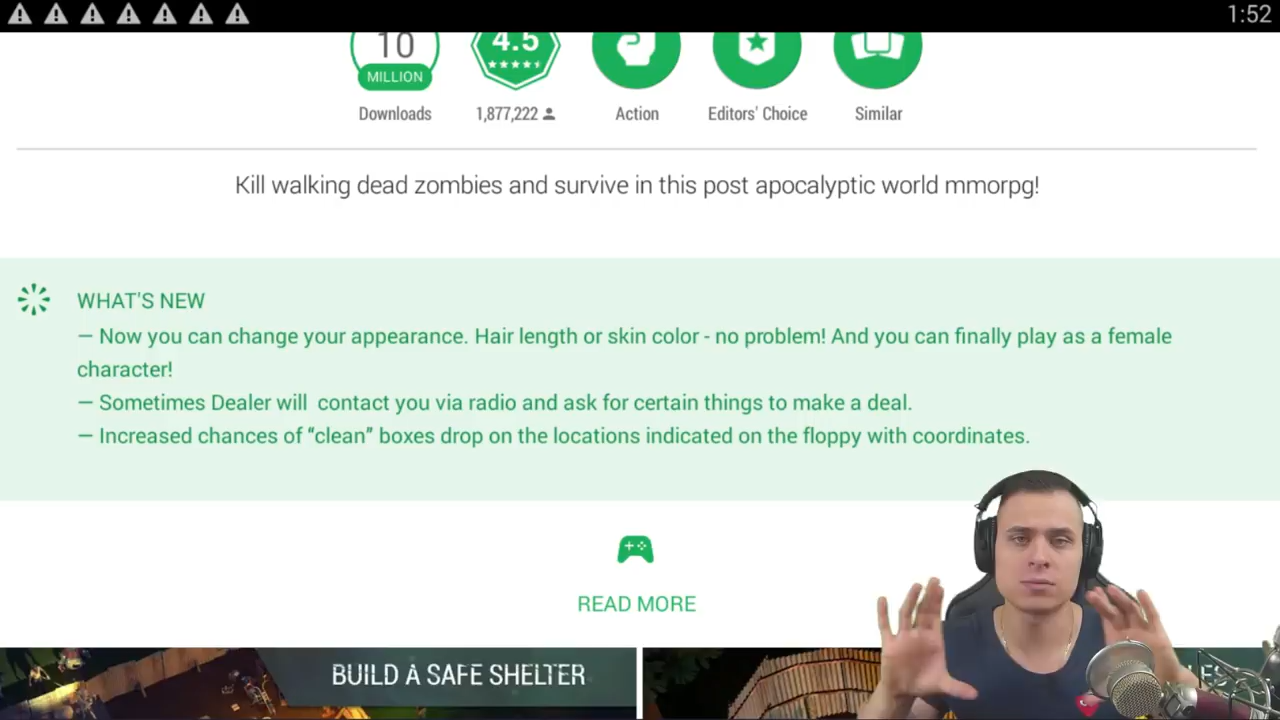 1:52
10
MILLION
4.5
Downloads
1,877,222
Action
Editors' Choice
Similar
Kill walking dead zombies and survive in this post apocalyptic world mmorpg!
WHAT'S NEW
— Now you can change your appearance. Hair length or skin color - no problem! And you can finally play as a female
character!
— Sometimes Dealer will  contact you via radio and ask for certain things to make a deal.
— Increased chances of “clean” boxes drop on the locations indicated on the floppy with coordinates.
READ MORE
BUILD A SAFE SHELTER